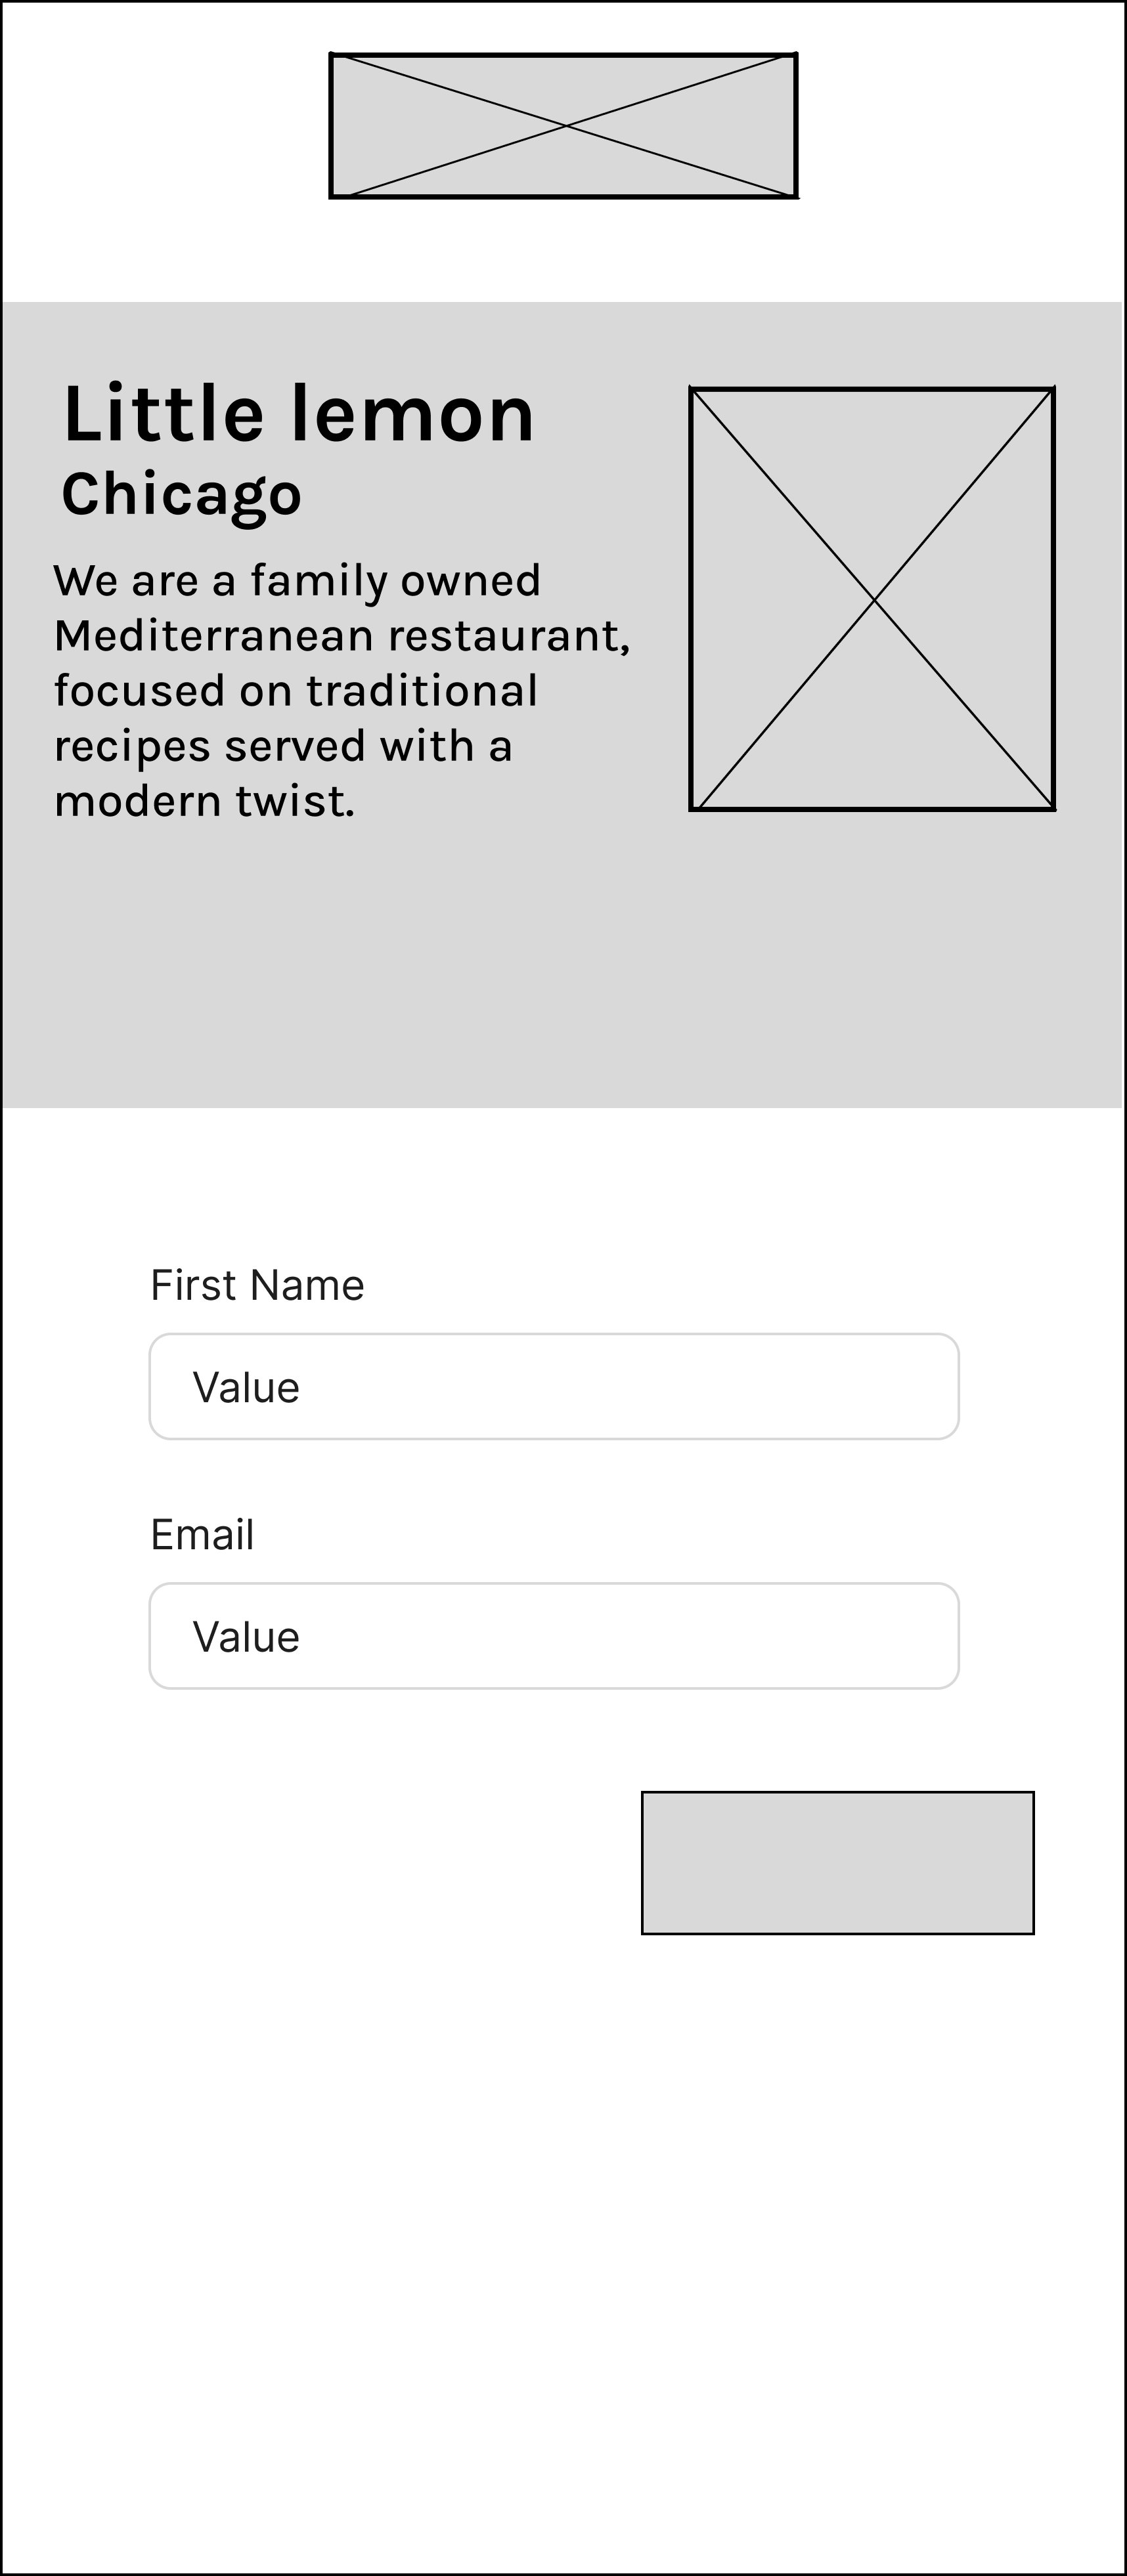 Little lemon
Chicago
We are a family owned
Mediterranean restaurant,
focused on traditional
recipes served with a
modern twist.
First Name
Value
Email
Value